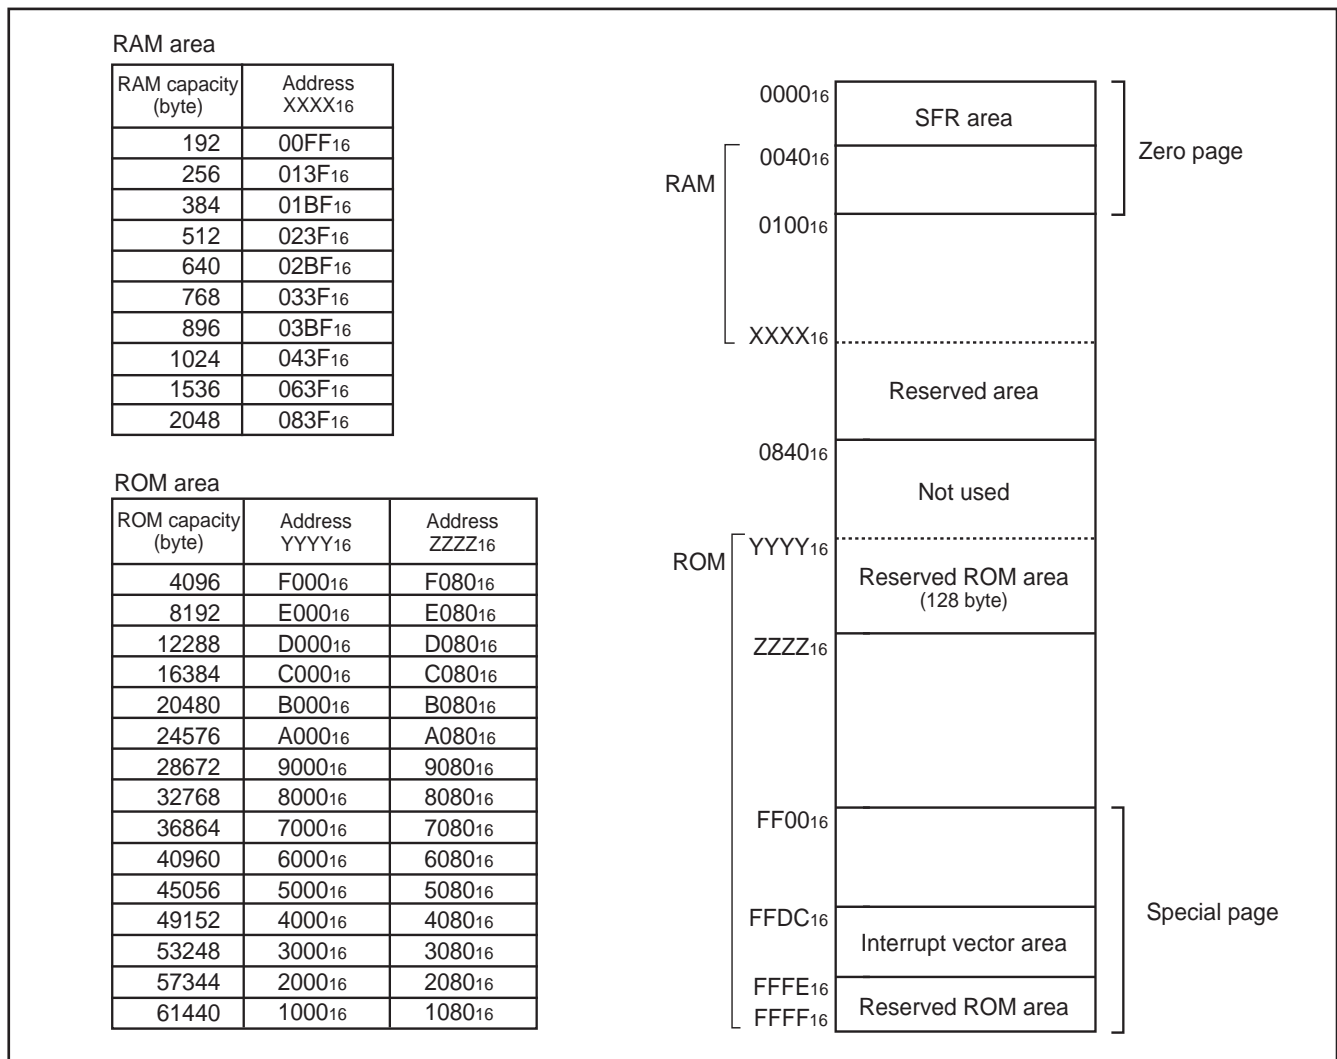 RAM area
RAM capacity (byte) Address XXXX16
192 00FF16
256 013F16
384 01BF16
512 023F16
640 02BF16
768 033F16
896 03BF16
1024 043F16
1536 063F16
2048 083F16
ROM area
ROM capacity (byte) Address YYYY16 Address ZZZZ16
4096 F00016 F08016
8192 E00016 E08016
12288 D00016 D08016
16384 C00016 C08016
20480 B00016 B08016
24576 A00016 A08016
28672 900016 908016
32768 800016 808016
36864 700016 708016
40960 600016 608016
45056 500016 508016
49152 400016 408016
53248 300016 308016
57344 200016 208016
61440 100016 108016
000016
SFR area
Zero page
004016
RAM
010016
XXXX16
Reserved area
084016
Not used
ROM
YYYY16
Reserved ROM area
(128 byte)
ZZZZ16
FF0016
Special page
FFDC16
Interrupt vector area
FFFE16
Reserved ROM area
FFFF16